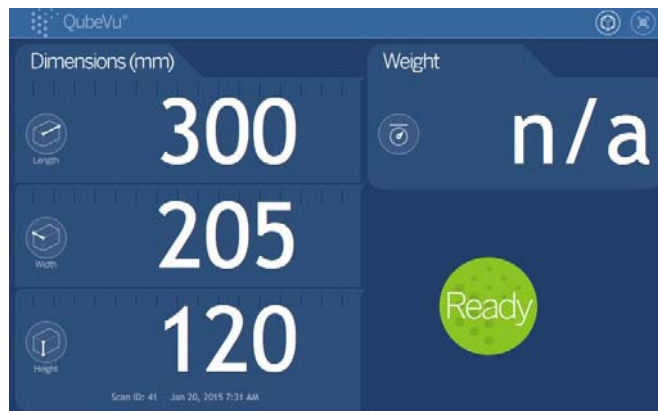 QubeVu®
Dimensions (mm)
300
Length
205
Width
120
Height
Scan ID: 41 Jan 20, 2015 7:31 AM
Weight
n/a
Ready